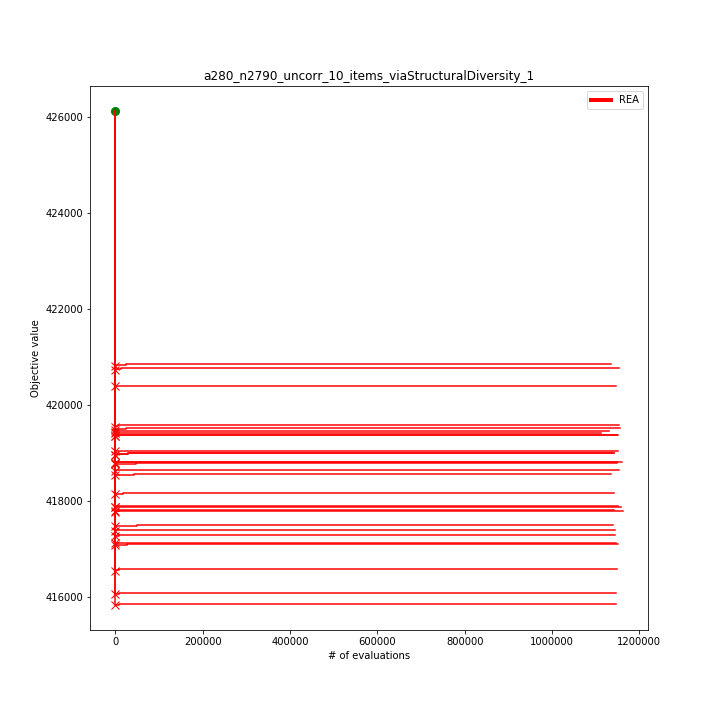 a280_n2790_uncorr_10_items_viaStructuralDiversity_1
REA
426000
424000
422000
420000
418000
416000
Objective value
0 200000 400000 600000 800000 1000000 1200000
# of evaluations